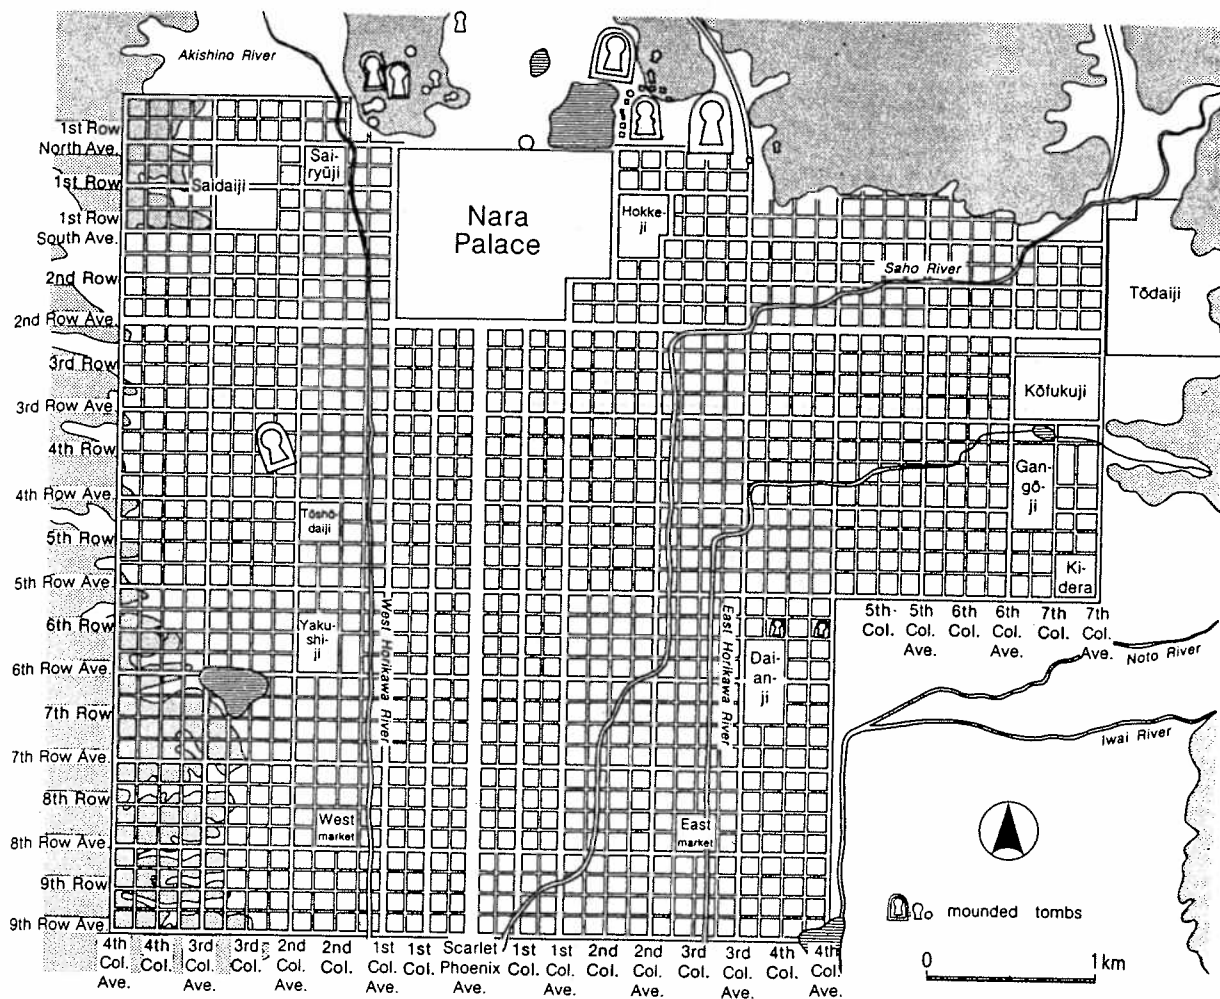 Akishino River
1st Row
North Ave.
1st Row
1st Row
South Ave.
2nd Row
2nd Row Ave.
3rd Row
3rd Row Ave.
4th Row
4th Row Ave.
5th Row
5th Row Ave.
6th Row
6th Row Ave.
7th Row
7th Row Ave.
8th Row
8th Row Ave.
9th Row
9th Row Ave.
Saidaiji
Sai-
ryūji
Nara
Palace
Hokke-
ji
Saho River
Tōdaiji
Kōfukuji
Gan-
gō-
ji
Ki-
dera
Tōshō-
daiji
Yaku-
shi-
ji
West Horikawa River
East Horikawa River
Dai-
an-
ji
West
market
East
market
5th
Col.
5th
Col.
Ave.
6th
Col.
6th
Col.
Ave.
7th
Col.
7th
Col.
Ave.
Noto River
Iwai River
mounded tombs
0
1km
4th
Col.
Ave.
4th
Col.
3rd
Col.
Ave.
3rd
Col.
2nd
Col.
Ave.
2nd
Col.
1st
Col.
Ave.
1st
Col.
Scarlet
Phoenix
Ave.
1st
Col.
1st
Col.
Ave.
2nd
Col.
2nd
Col.
Ave.
3rd
Col.
3rd
Col.
Ave.
4th
Col.
4th
Col.
Ave.